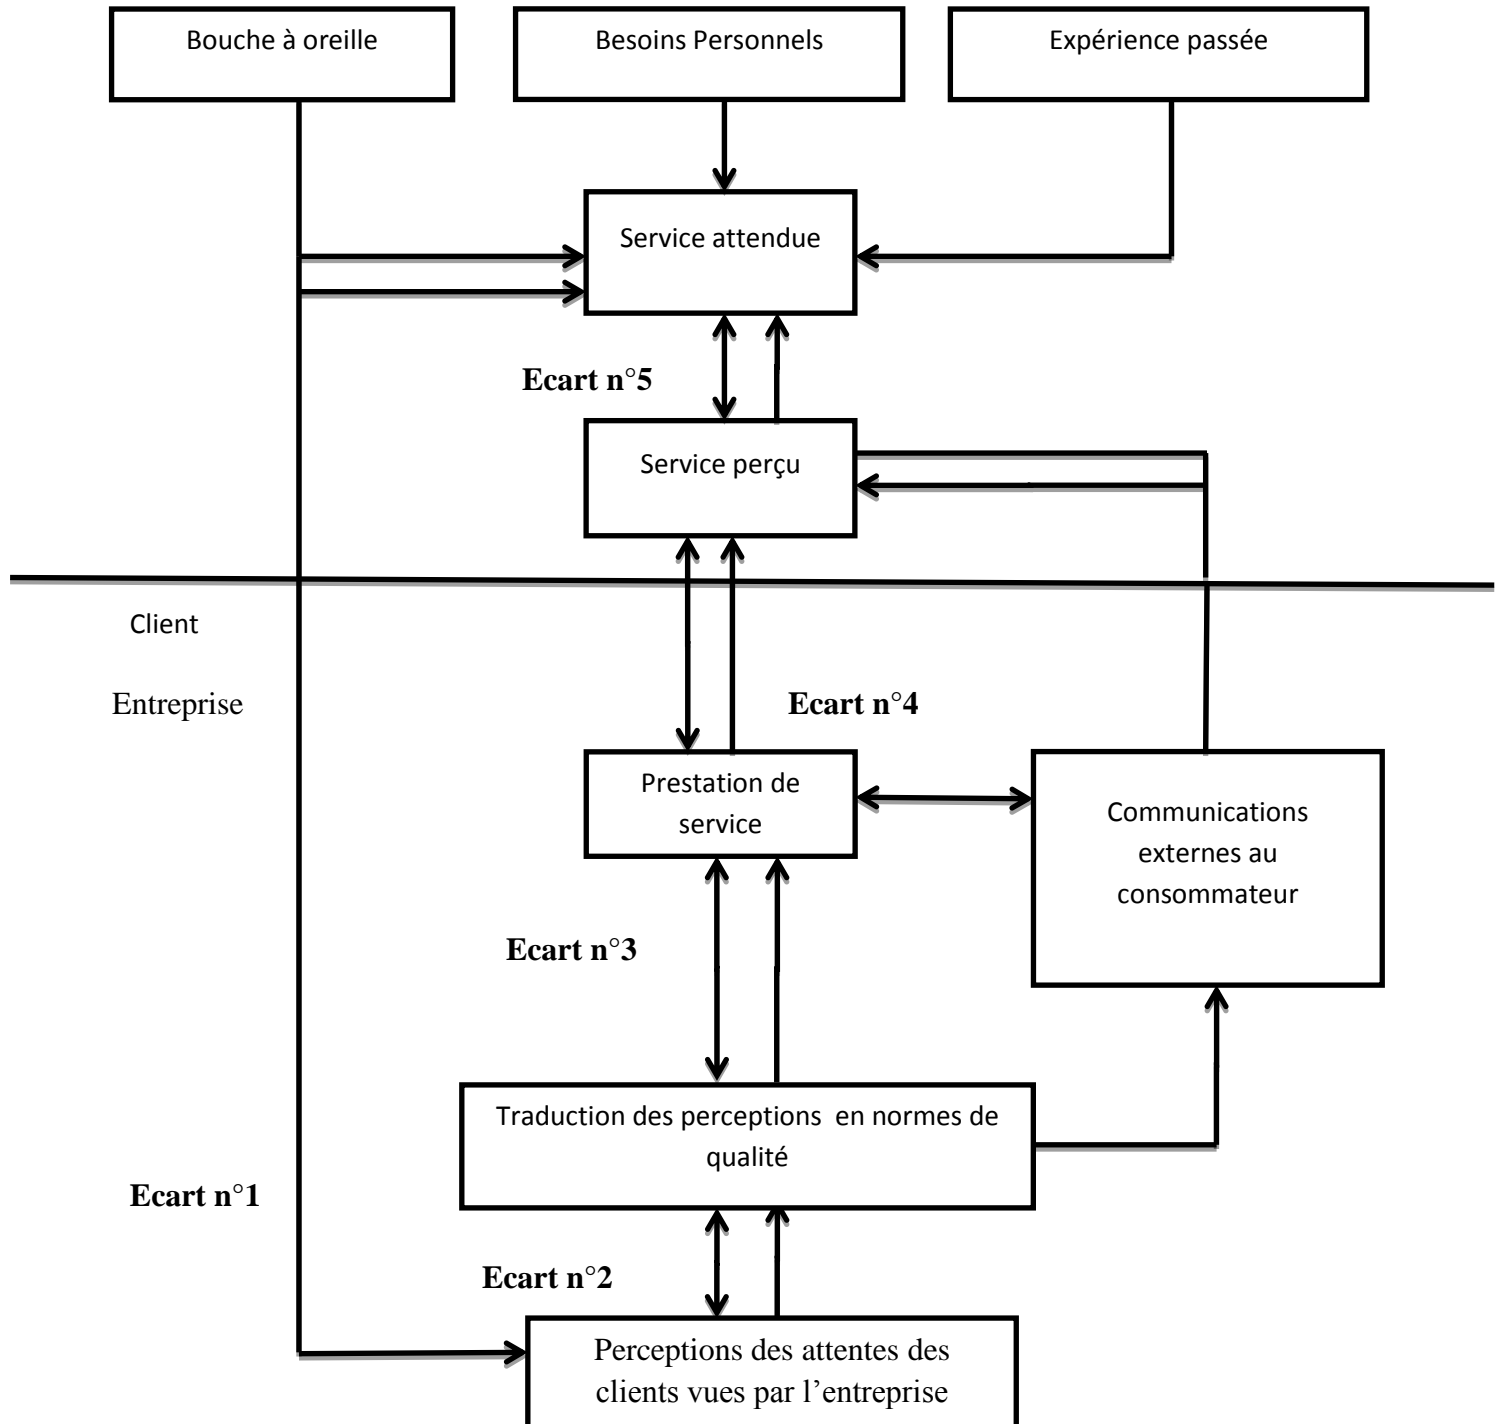 Bouche à oreille
Besoins Personnels
Expérience passée
Service attendue
Ecart n°5
Service perçu
Client
Entreprise
Ecart n°4
Prestation de
service
Communications
externes au
consommateur
Ecart n°3
Traduction des perceptions en normes de
qualité
Ecart n°1
Ecart n°2
Perceptions des attentes des
clients vues par l’entreprise